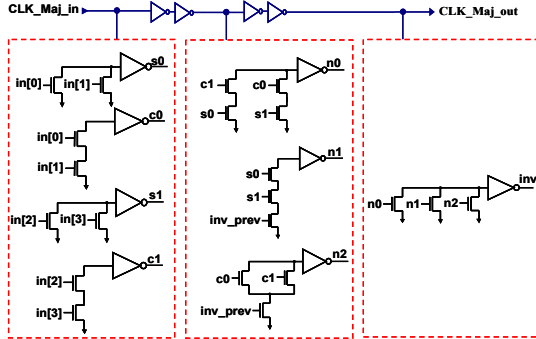 CLK_Maj_in
CLK_Maj_out
s0
in[0]
in[1]
c0
in[0]
in[1]
s1
in[2]
in[3]
c1
in[2]
in[3]
n0
c1
c0
s0
s1
n1
s0
s1
inv_prev
n2
c0
c1
inv_prev
inv
n0
n1
n2